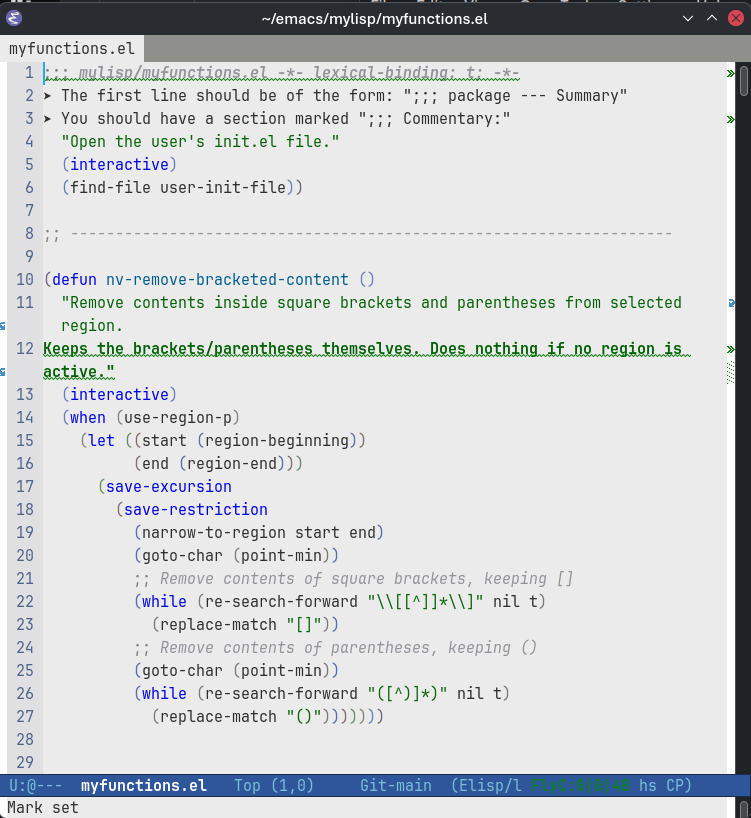 ~/emacs/mylisp/myfunctions.el
myfunctions.el
1 ;;; mylisp/myfunctions.el -*- lexical-binding: t; -*-
2 ➤ The first line should be of the form: ";;; package --- Summary"
3 ➤ You should have a section marked ";;; Commentary:"
4   "Open the user's init.el file."
5   (interactive)
6   (find-file user-init-file))
7
8 ;; -------------------------------------------------------------------
9
10 (defun nv-remove-bracketed-content ()
11   "Remove contents inside square brackets and parentheses from selected
  region.
12 Keeps the brackets/parentheses themselves. Does nothing if no region is
active."
13   (interactive)
14   (when (use-region-p)
15     (let ((start (region-beginning))
16           (end (region-end)))
17       (save-excursion
18         (save-restriction
19           (narrow-to-region start end)
20           (goto-char (point-min))
21           ;; Remove contents of square brackets, keeping []
22           (while (re-search-forward "\\[[^]]*\\]" nil t)
23             (replace-match "[]"))
24           ;; Remove contents of parentheses, keeping ()
25           (goto-char (point-min))
26           (while (re-search-forward "([^)]*)" nil t)
27             (replace-match "()")))))))
28
29
U:@--- myfunctions.el Top (1,0) Git-main (Elisp/l hs CP)
Mark set